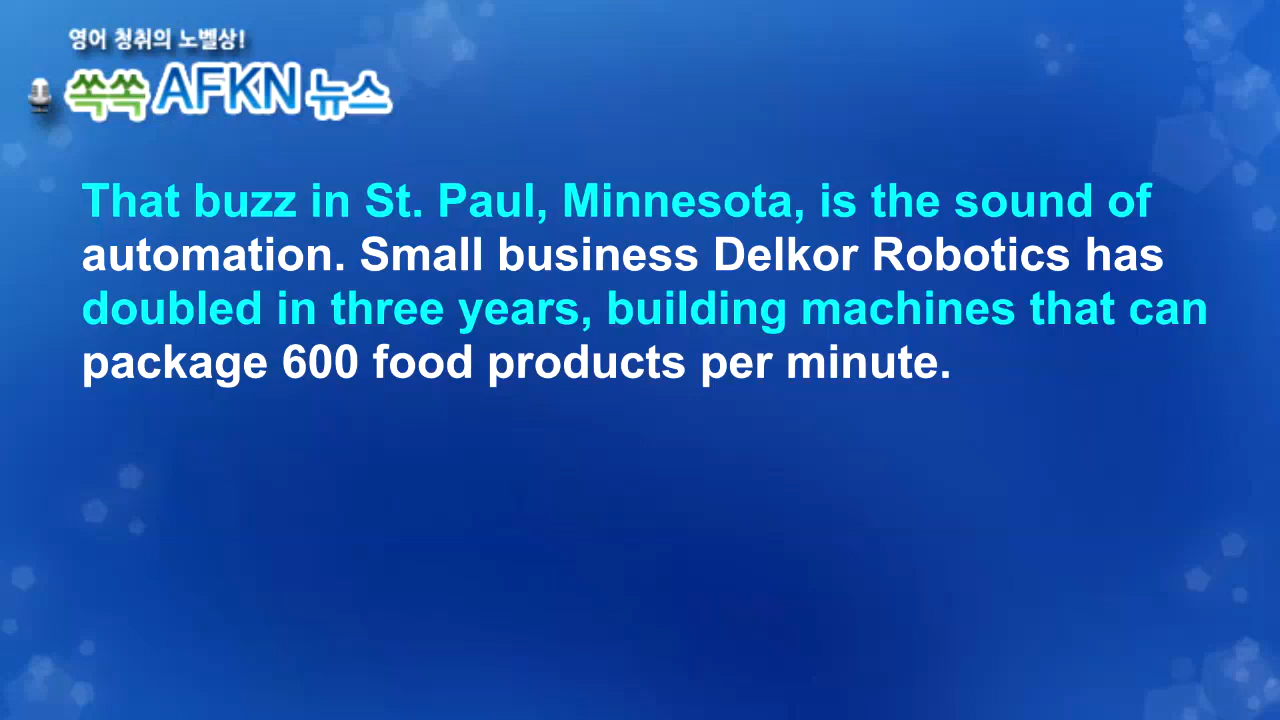 영어 청취의 노벨상!
쏙쏙 AFKN 뉴스
That buzz in St. Paul, Minnesota, is the sound of
automation. Small business Delkor Robotics has
doubled in three years, building machines that can
package 600 food products per minute.